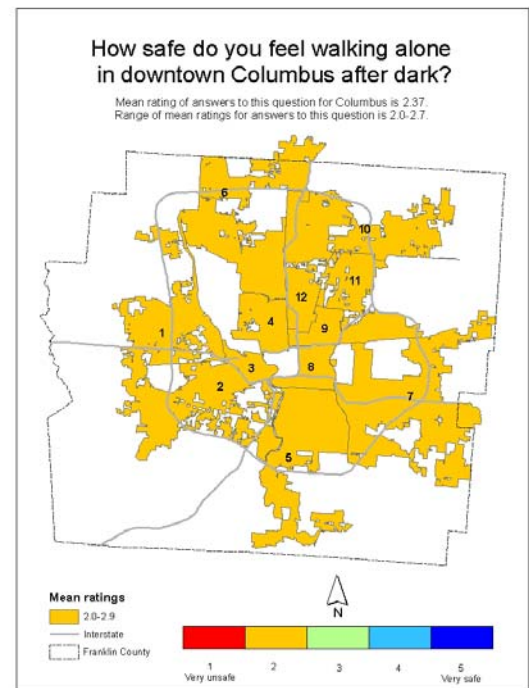 How safe do you feel walking alone
in downtown Columbus after dark?
Mean rating of answers to this question for Columbus is 2.37.
Range of mean ratings for answers to this question is 2.0-2.7.
6
10
11
12
1
4
9
3
8
2
7
5
N
Mean ratings
2.0-2.9
Interstate
Franklin County
1 2 3 4 5
Very unsafe Very safe